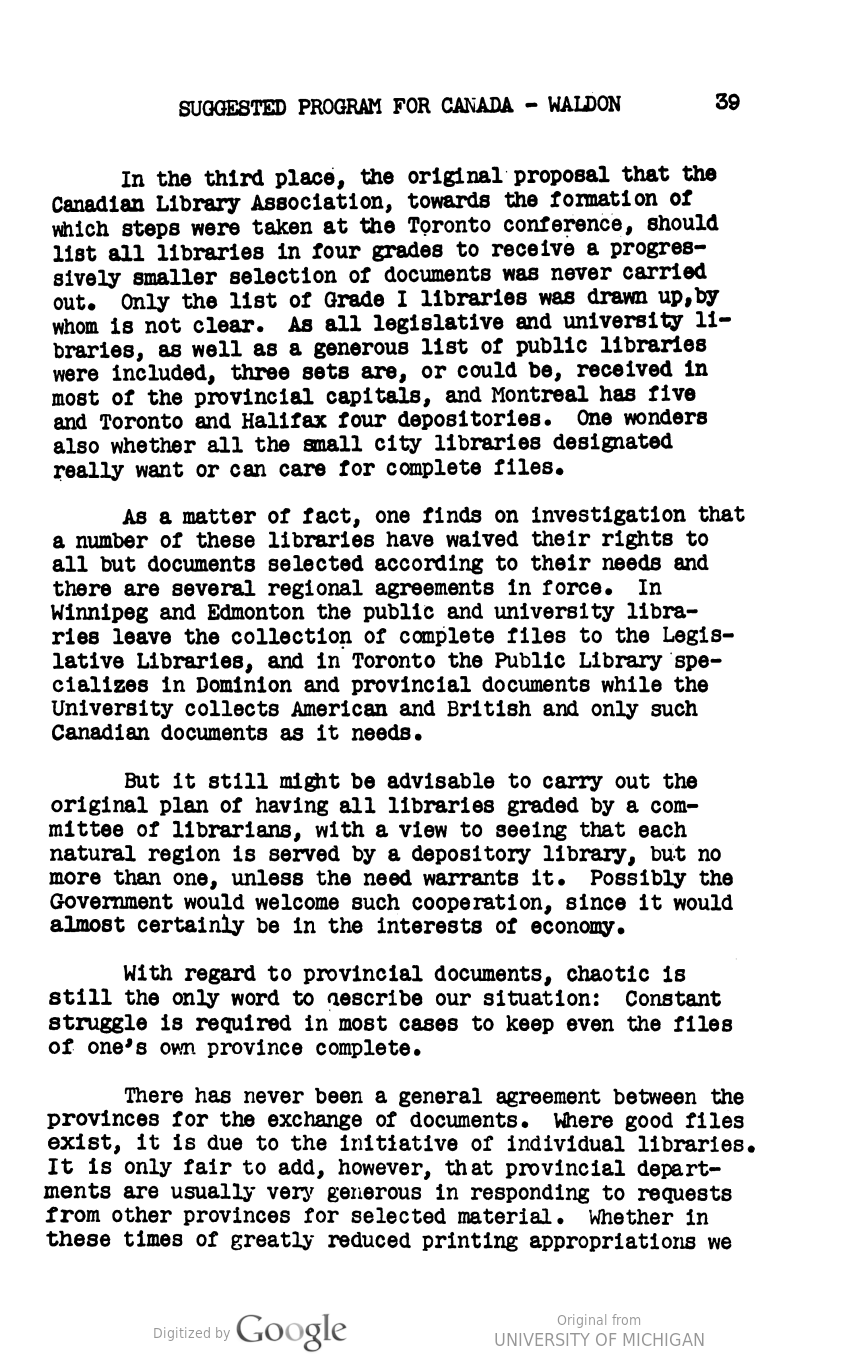 SUGGESTED PROGRAM FOR CANADA - WALDON 39
In the third place, the original proposal that the
Canadian Library Association, towards the formation of
which steps were taken at the Toronto conference, should
list all libraries in four grades to receive a progres-
sively smaller selection of documents was never carried
out. Only the list of Grade I libraries was drawn up,by
whom is not clear. As all legislative and university li-
braries, as well as a generous list of public libraries
were included, three sets are, or could be, received in
most of the provincial capitals, and Montreal has five
and Toronto and Halifax four depositories. One wonders
also whether all the small city libraries designated
really want or can care for complete files.
As a matter of fact, one finds on investigation that
a number of these libraries have waived their rights to
all but documents selected according to their needs and
there are several regional agreements in force. In
Winnipeg and Edmonton the public and university libra-
ries leave the collection of complete files to the Legis-
lative Libraries, and in Toronto the Public Library spe-
cializes in Dominion and provincial documents while the
University collects American and British and only such
Canadian documents as it needs.
But it still might be advisable to carry out the
original plan of having all libraries graded by a com-
mittee of librarians, with a view to seeing that each
natural region is served by a depository library, but no
more than one, unless the need warrants it. Possibly the
Government would welcome such cooperation, since it would
almost certainly be in the interests of economy.
With regard to provincial documents, chaotic is
still the only word to describe our situation: Constant
struggle is required in most cases to keep even the files
of one's own province complete.
There has never been a general agreement between the
provinces for the exchange of documents. Where good files
exist, it is due to the initiative of individual libraries.
It is only fair to add, however, that provincial depart-
ments are usually very generous in responding to requests
from other provinces for selected material. Whether in
these times of greatly reduced printing appropriations we
Digitized by Google
Original from
UNIVERSITY OF MICHIGAN